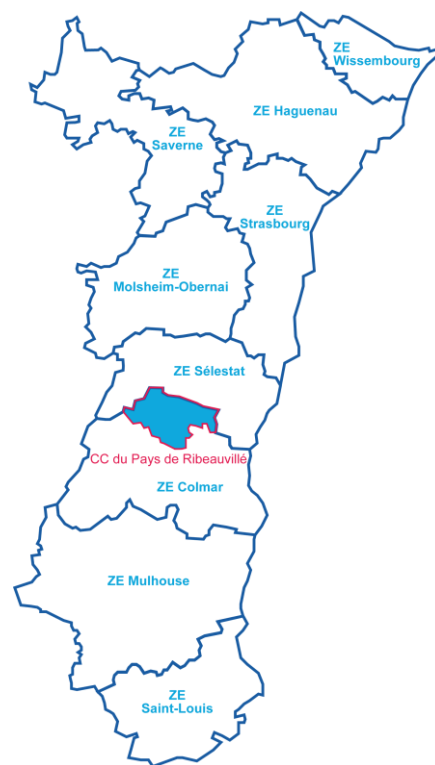 ZE
Wissembourg
ZE Haguenau
ZE
Saverne
ZE
Strasbourg
ZE
Molsheim-Obernai
ZE Sélestat
CC du Pays de Ribeauvillé
ZE Colmar
ZE Mulhouse
ZE
Saint-Louis